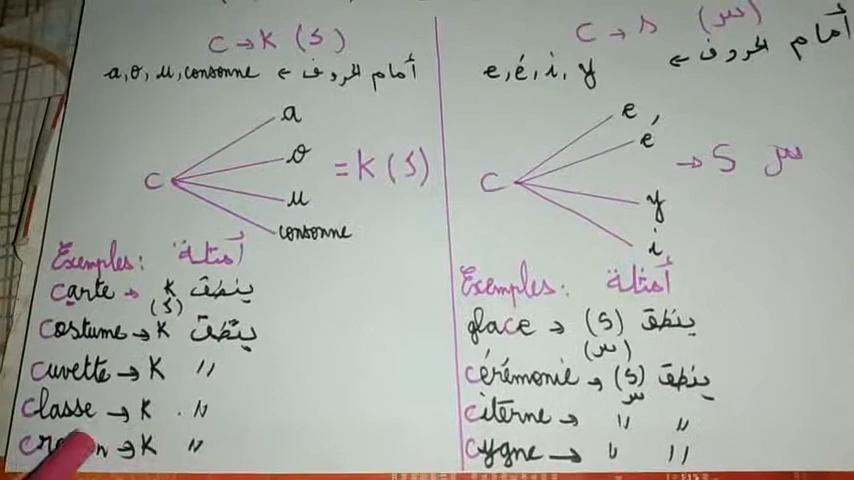 C → K (ك)
a, o, u, consonne ← أمام الحروف
C
a
o
u
consonne
= K (ك)
Exemples: أمثلة
carte → K ينطق
(ك)
costume → K ينطق
cuvette → K //
classe → K //
K //
C → s (س)
e, é, i, y ← أمام الحروف
C
e
é
y
i
→ S س
Exemples: أمثلة
glace → (S) ينطق
(س)
cérémonie → (S) ينطق
س
citerne → // //
cygne → // //